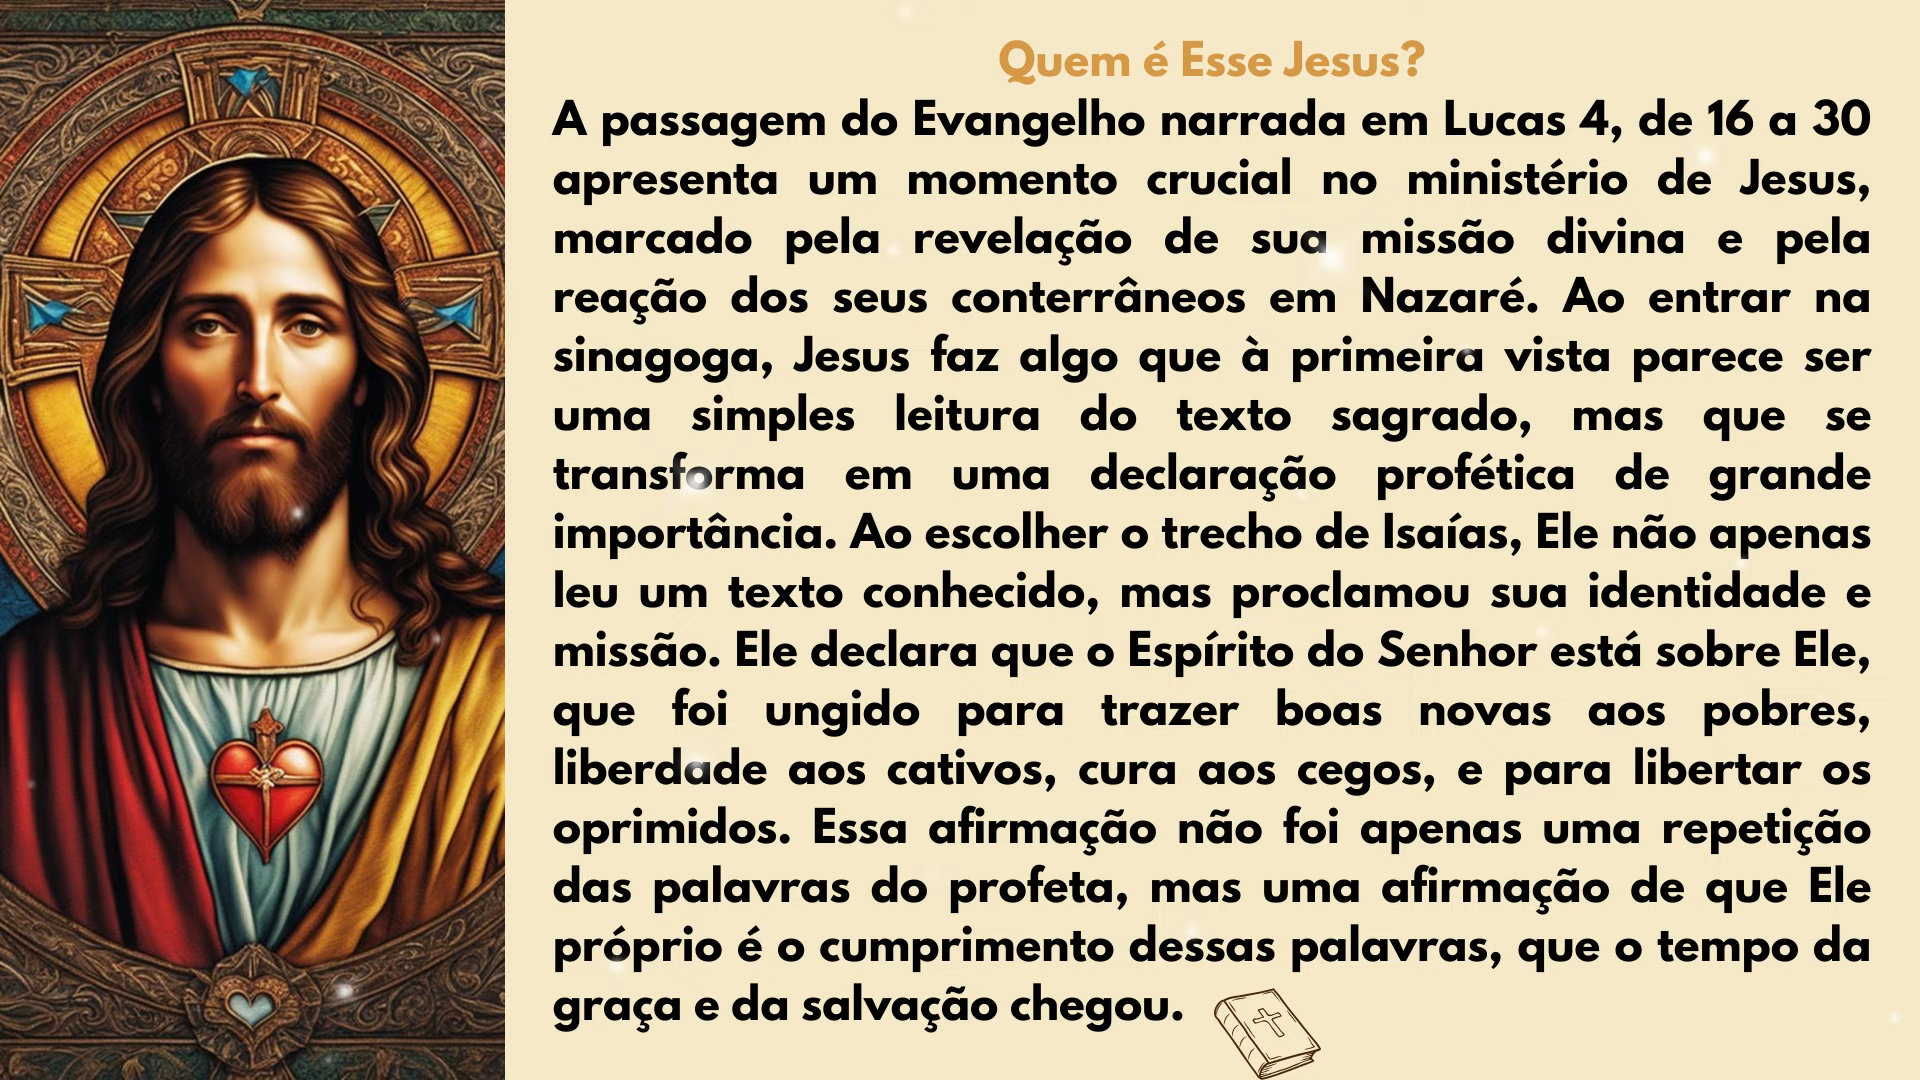 Quem é Esse Jesus?
A passagem do Evangelho narrada em Lucas 4, de 16 a 30
apresenta um momento crucial no ministério de Jesus,
marcado pela revelação de sua missão divina e pela
reação dos seus conterrâneos em Nazaré. Ao entrar na
sinagoga, Jesus faz algo que à primeira vista parece ser
uma simples leitura do texto sagrado, mas que se
transforma em uma declaração profética de grande
importância. Ao escolher o trecho de Isaías, Ele não apenas
leu um texto conhecido, mas proclamou sua identidade e
missão. Ele declara que o Espírito do Senhor está sobre Ele,
que foi ungido para trazer boas novas aos pobres,
liberdade aos cativos, cura aos cegos, e para libertar os
oprimidos. Essa afirmação não foi apenas uma repetição
das palavras do profeta, mas uma afirmação de que Ele
próprio é o cumprimento dessas palavras, que o tempo da
graça e da salvação chegou.